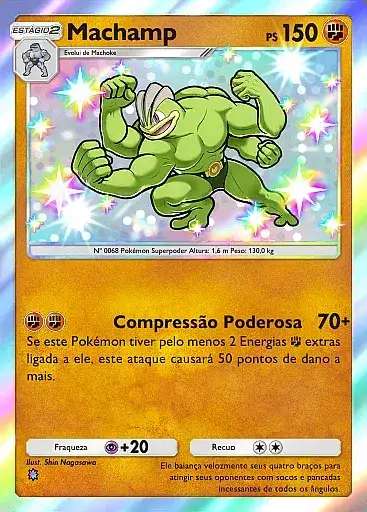 ESTÁGIO 2
Machamp
PS 150
Evolui de Machoke
Nº 0068 Pokémon Superpoder Altura: 1,6 m Peso: 130,0 kg
Compressão Poderosa 70+
Se este Pokémon tiver pelo menos 2 Energias extras
ligada a ele, este ataque causará 50 pontos de dano a
mais.
Fraqueza +20
Recuo
Ilust. Shin Nagasawa
Ele balança velozmente seus quatro braços para
atingir seus oponentes com socos e pancadas
incessantes de todos os ângulos.